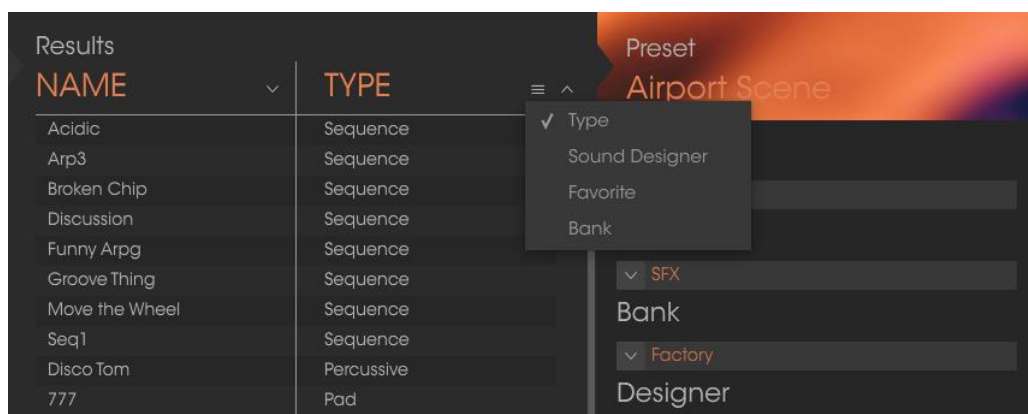 Results
NAME TYPE
Acidic Sequence
Arp3 Sequence
Broken Chip Sequence
Discussion Sequence
Funny Arpg Sequence
Groove Thing Sequence
Move the Wheel Sequence
Seq1 Sequence
Disco Tom Percussive
777 Pad
✓ Type
Sound Designer
Favorite
Bank
Preset
Airport Scene
SFX
Bank
Factory
Designer